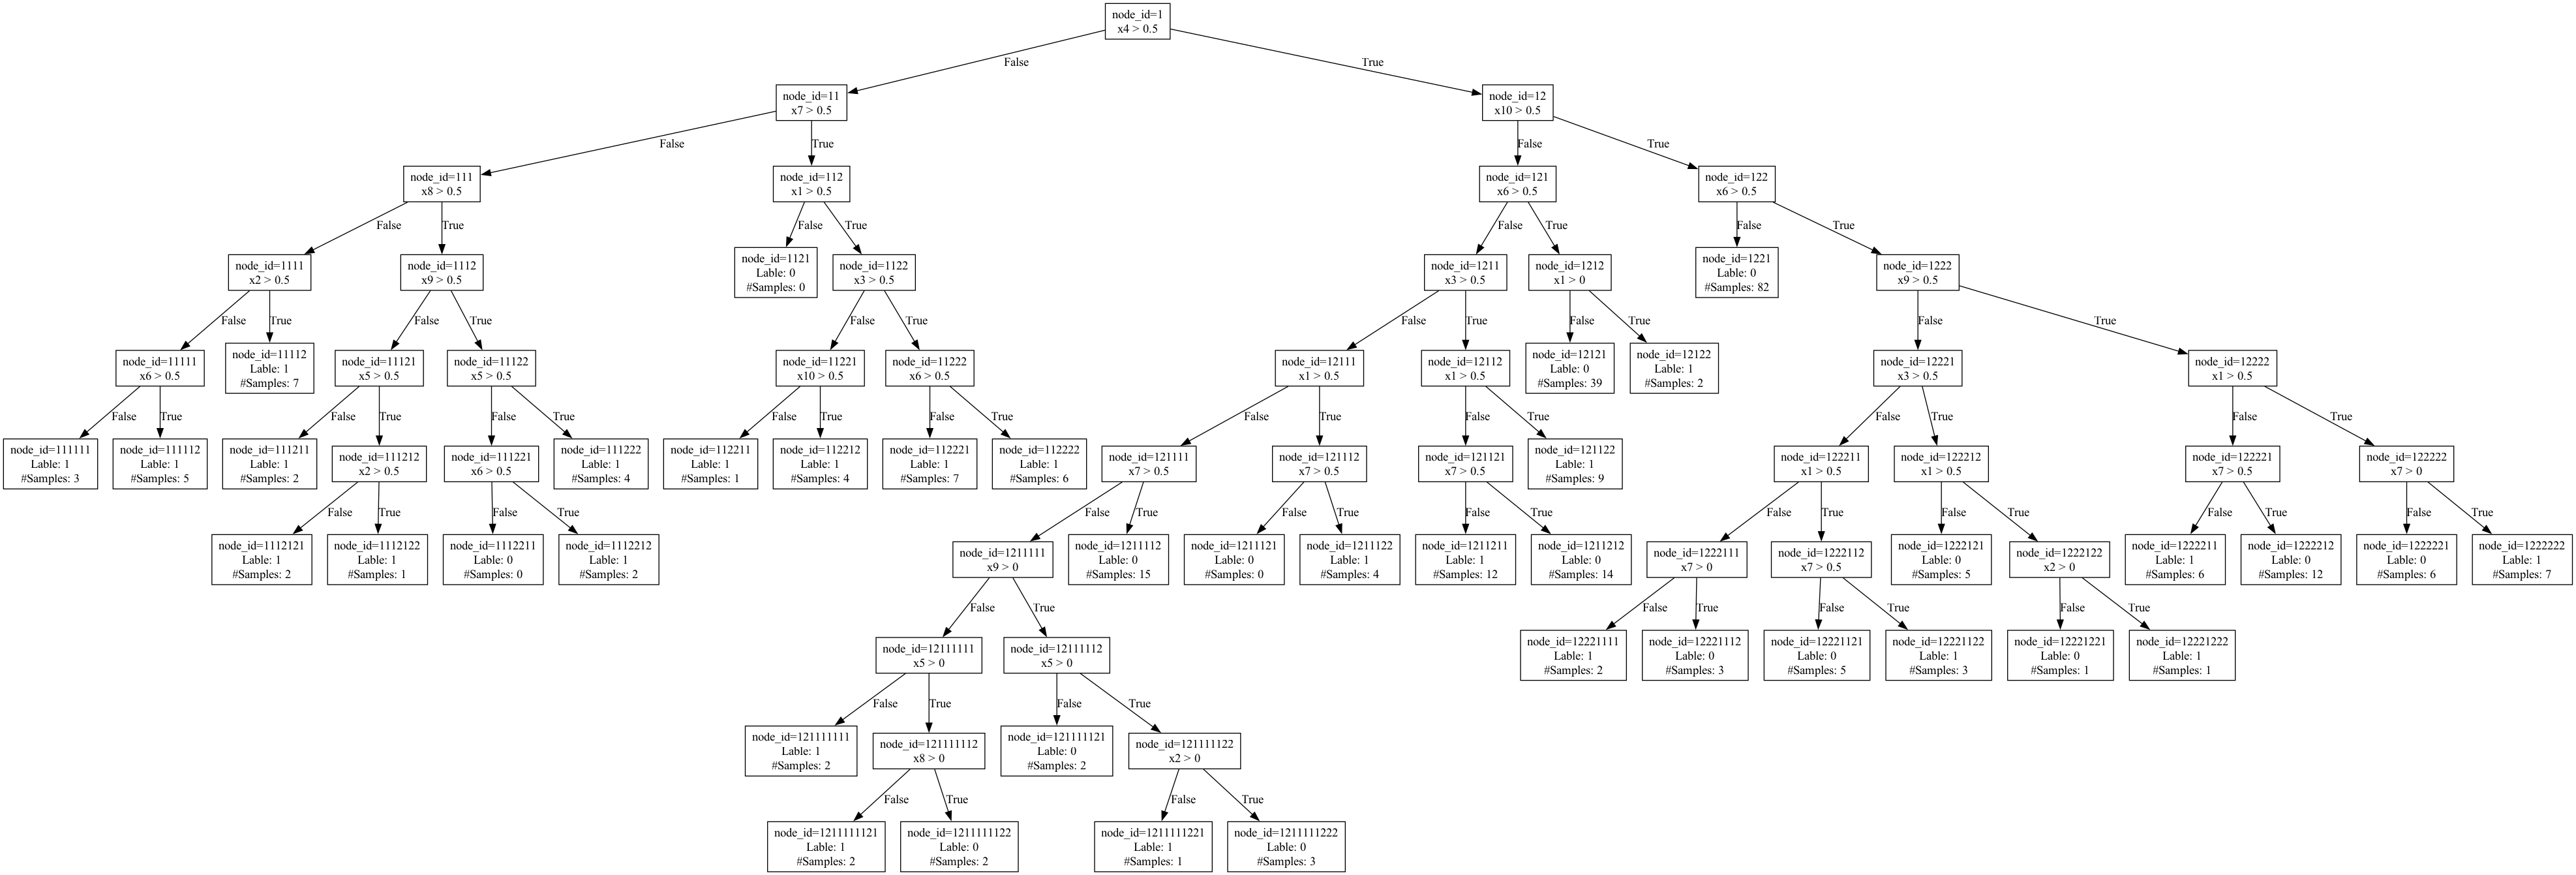 node_id=1
x4 > 0.5
False
True
node_id=11
x7 > 0.5
node_id=12
x10 > 0.5
False
True
False
True
node_id=111
x8 > 0.5
node_id=112
x1 > 0.5
node_id=121
x6 > 0.5
node_id=122
x6 > 0.5
False
True
False
True
False
True
False
True
node_id=1111
x2 > 0.5
node_id=1112
x9 > 0.5
node_id=1121
Lable: 0
#Samples: 0
node_id=1122
x3 > 0.5
node_id=1211
x3 > 0.5
node_id=1212
x1 > 0
node_id=1221
Lable: 0
#Samples: 82
node_id=1222
x9 > 0.5
False
True
False
True
False
True
False
True
False
True
False
True
node_id=11111
x6 > 0.5
node_id=11112
Lable: 1
#Samples: 7
node_id=11121
x5 > 0.5
node_id=11122
x5 > 0.5
node_id=11221
x10 > 0.5
node_id=11222
x6 > 0.5
node_id=12111
x1 > 0.5
node_id=12112
x1 > 0.5
node_id=12121
Lable: 0
#Samples: 39
node_id=12122
Lable: 1
#Samples: 2
node_id=12221
x3 > 0.5
node_id=12222
x1 > 0.5
False
True
False
True
False
True
False
True
False
True
False
True
False
True
False
True
False
True
node_id=111111
Lable: 1
#Samples: 3
node_id=111112
Lable: 1
#Samples: 5
node_id=111211
Lable: 1
#Samples: 2
node_id=111212
x2 > 0.5
node_id=111221
x6 > 0.5
node_id=111222
Lable: 1
#Samples: 4
node_id=112211
Lable: 1
#Samples: 1
node_id=112212
Lable: 1
#Samples: 4
node_id=112221
Lable: 1
#Samples: 7
node_id=112222
Lable: 1
#Samples: 6
node_id=121111
x7 > 0.5
node_id=121112
x7 > 0.5
node_id=121121
x7 > 0.5
node_id=121122
Lable: 1
#Samples: 9
node_id=122211
x1 > 0.5
node_id=122212
x1 > 0.5
node_id=122221
x7 > 0.5
node_id=122222
x7 > 0
False
True
False
True
False
True
False
True
False
True
False
True
False
True
False
True
False
True
node_id=1112121
Lable: 1
#Samples: 2
node_id=1112122
Lable: 1
#Samples: 1
node_id=1112211
Lable: 0
#Samples: 0
node_id=1112212
Lable: 1
#Samples: 2
node_id=1211111
x9 > 0
node_id=1211112
Lable: 0
#Samples: 15
node_id=1211121
Lable: 0
#Samples: 0
node_id=1211122
Lable: 1
#Samples: 4
node_id=1211211
Lable: 1
#Samples: 12
node_id=1211212
Lable: 0
#Samples: 14
node_id=1222111
x7 > 0
node_id=1222112
x7 > 0.5
node_id=1222121
Lable: 0
#Samples: 5
node_id=1222122
x2 > 0
node_id=1222211
Lable: 1
#Samples: 6
node_id=1222212
Lable: 0
#Samples: 12
node_id=1222221
Lable: 0
#Samples: 6
node_id=1222222
Lable: 1
#Samples: 7
False
True
False
True
False
True
False
True
node_id=12111111
x5 > 0
node_id=12111112
x5 > 0
node_id=12221111
Lable: 1
#Samples: 2
node_id=12221112
Lable: 0
#Samples: 3
node_id=12221121
Lable: 0
#Samples: 5
node_id=12221122
Lable: 1
#Samples: 3
node_id=12221221
Lable: 0
#Samples: 1
node_id=12221222
Lable: 1
#Samples: 1
False
True
False
True
node_id=121111111
Lable: 1
#Samples: 2
node_id=121111112
x8 > 0
node_id=121111121
Lable: 0
#Samples: 2
node_id=121111122
x2 > 0
False
True
False
True
node_id=1211111121
Lable: 1
#Samples: 2
node_id=1211111122
Lable: 0
#Samples: 2
node_id=1211111221
Lable: 1
#Samples: 1
node_id=1211111222
Lable: 0
#Samples: 3